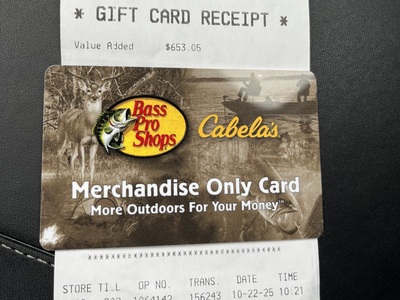 * GIFT CARD RECEIPT *
Value Added $653.05
Bass
Pro
Shops
Cabela's
Merchandise Only Card
More Outdoors For Your Money™
********************************
STORE TILL OP NO. TRANS. DATE TIME
1064142 156243 10-22-25 10:21